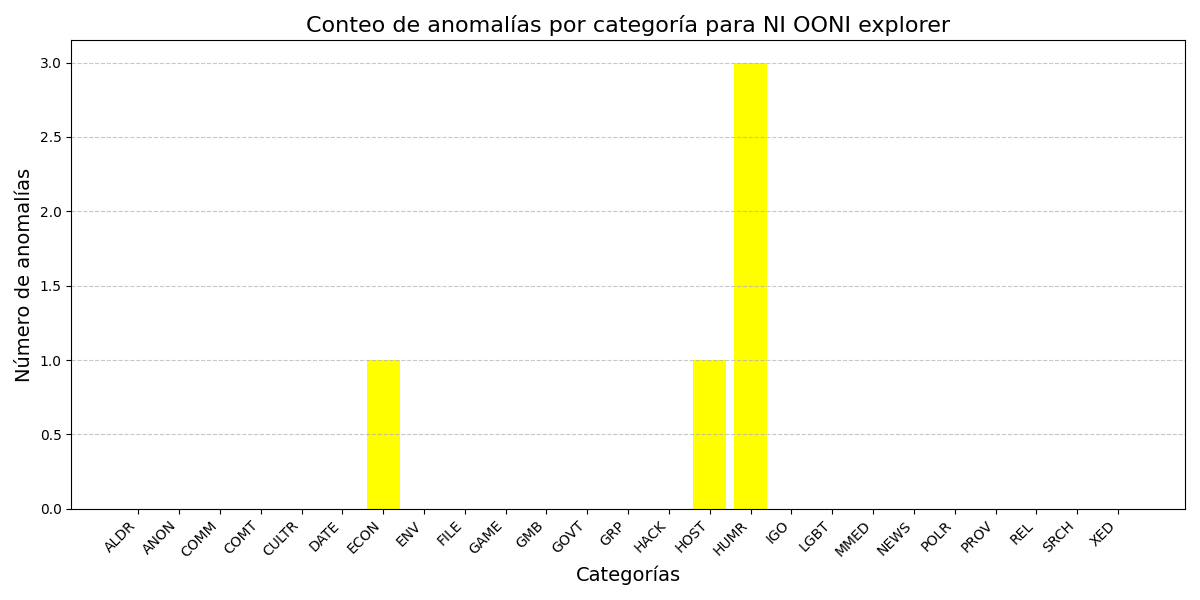 Conteo de anomalías por categoría para NI OONI explorer
Número de anomalías
3.0
2.5
2.0
1.5
1.0
0.5
0.0
ALDR
ANON
COMM
COMT
CULTR
DATE
ECON
ENV
FILE
GAME
GMB
GOVT
GRP
HACK
HOST
HUMR
IGO
LGBT
MMED
NEWS
POLR
PROV
REL
SRCH
XED
Categorías